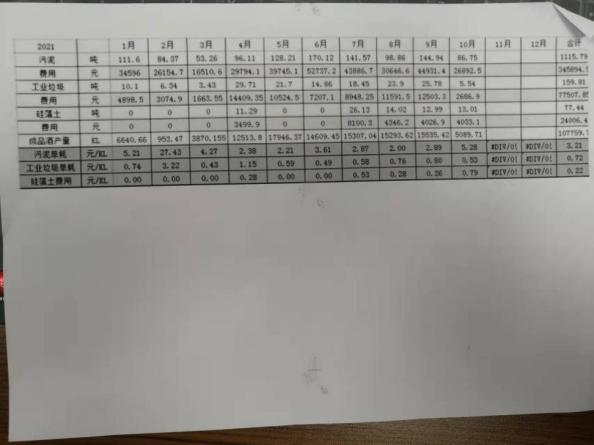 2021 1月 2月 3月 4月 5月 6月 7月 8月 9月 10月 11月 12月 合计
污泥 吨 111.6 84.37 53.26 96.11 128.21 170.12 141.57 98.86 144.94 86.75 1115.79
费用 元 34596 26154.7 16510.6 29794.1 39745.1 52737.2 43886.7 30646.6 44931.4 26892.5 345894.9
工业垃圾 吨 10.1 6.34 3.43 29.71 21.7 14.86 18.45 23.9 25.78 5.54 159.81
费用 元 4898.5 3074.9 1663.55 14409.35 10524.5 7207.1 8948.25 11591.5 12503.3 2686.9 77507.85
硅藻土 吨 0 0 0 11.29 0 0 26.13 14.02 12.99 13.01 77.44
费用 元 0 0 0 3499.9 0 0 8100.3 4346.2 4026.9 4033.1 24006.4
成品酒产量 KL 6640.66 953.47 3870.155 12513.8 17946.37 14609.45 15307.04 15293.62 15535.42 5089.71
污泥单耗 元/KL 5.21 27.43 4.27 2.38 2.21 3.61 2.87 2.00 2.89 5.28 #DIV/0! #DIV/0! 3.21
工业垃圾单耗 元/KL 0.74 3.22 0.43 1.15 0.59 0.49 0.58 0.76 0.80 0.53 #DIV/0! #DIV/0! 0.72
硅藻土费用 元/KL 0.00 0.00 0.00 0.28 0.00 0.00 0.53 0.28 0.26 0.79 #DIV/0! #DIV/0! 0.22